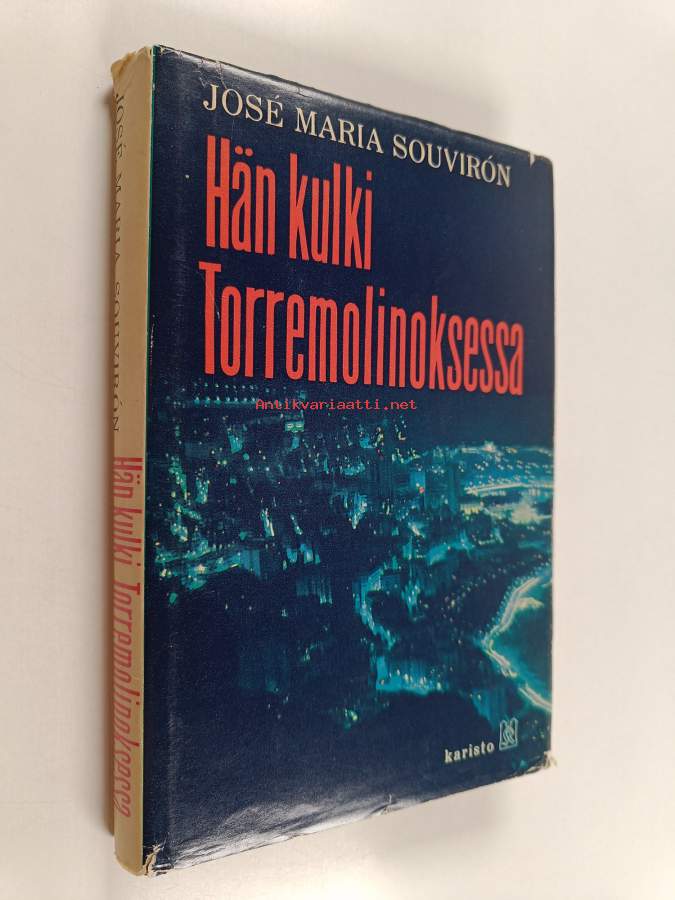 JOSÉ MARIA SOUVIRÓN
Hän kulki
Torremolinoksessa
Antikvariaatti.net
karisto
JOSÉ MARIA SOUVIRÓN Hän kulki Torremolinoksessa